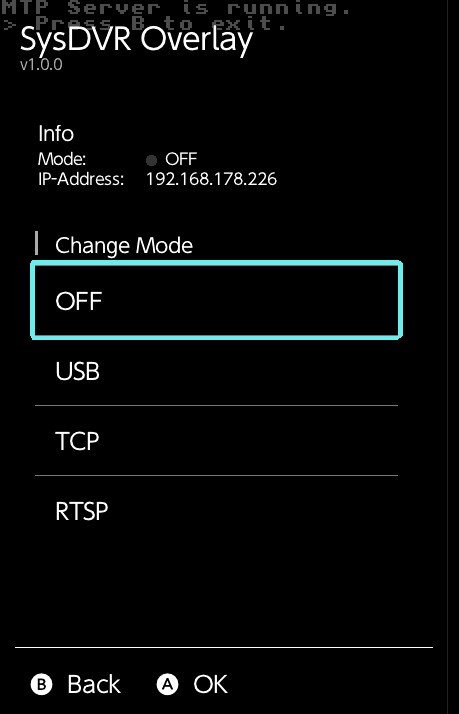 MTP Server is running.
> Press B to exit.
SysDVR Overlay
v1.0.0
Info
Mode: OFF
IP-Address: 192.168.178.226
Change Mode
OFF
USB
TCP
RTSP
B Back A OK